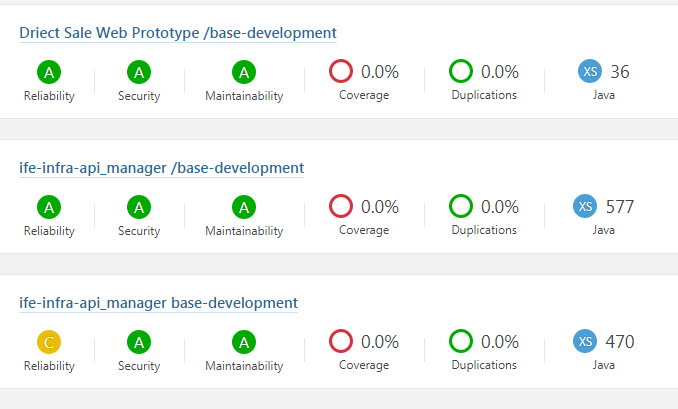 Driect Sale Web Prototype /base-development
A A A 0.0% 0.0% XS 36
Reliability Security Maintainability Coverage Duplications Java
ife-infra-api_manager /base-development
A A A 0.0% 0.0% XS 577
Reliability Security Maintainability Coverage Duplications Java
ife-infra-api_manager base-development
C A A 0.0% 0.0% XS 470
Reliability Security Maintainability Coverage Duplications Java